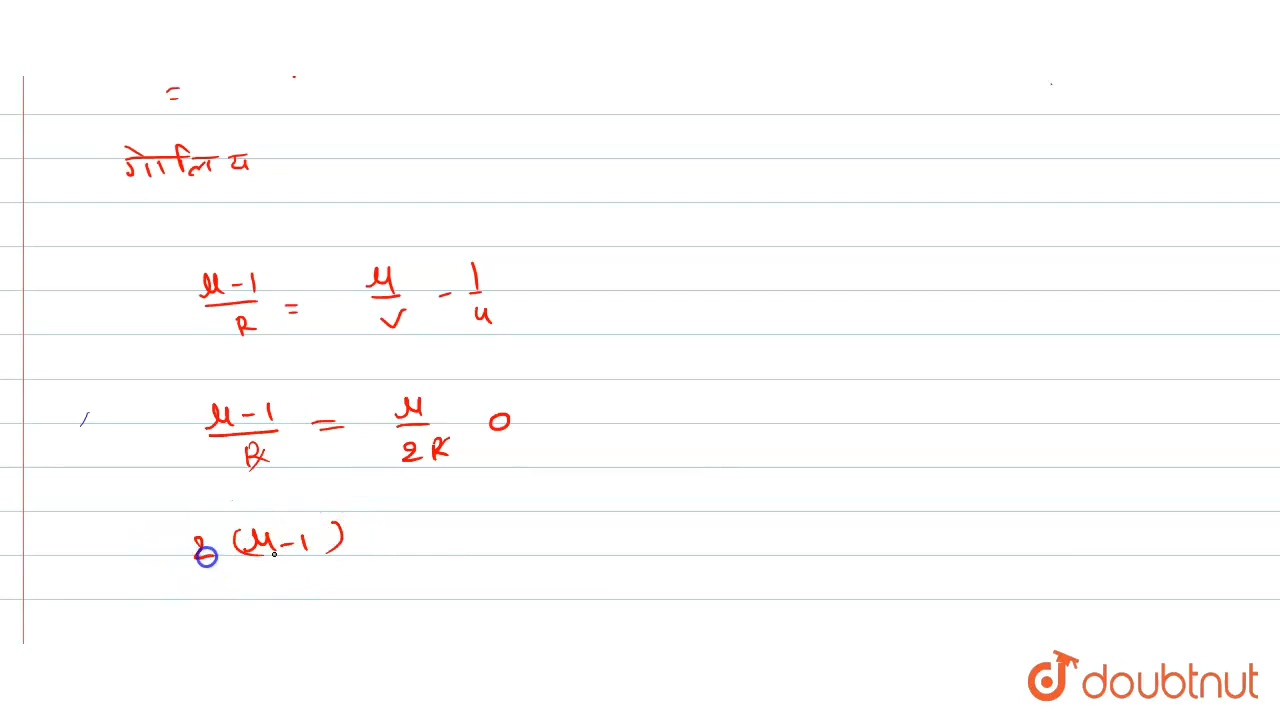 =
गोलिय
μ-1/R = μ/v - 1/u
μ-1/R = μ/2R 0
2 (μ-1)
doubtnut